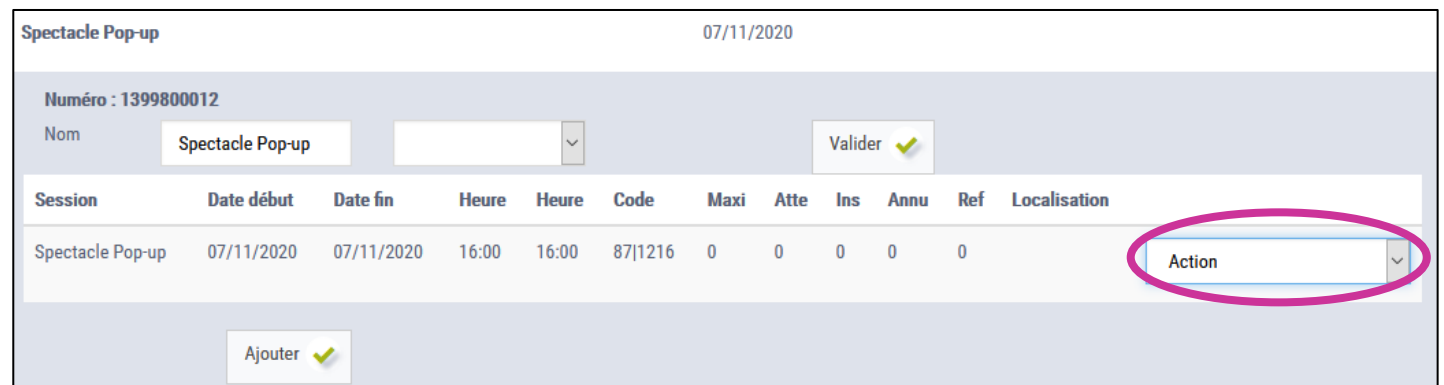 Spectacle Pop-up 07/11/2020
Numéro : 1399800012
Nom Spectacle Pop-up Valider
Session Date début Date fin Heure Heure Code Maxi Atte Ins Annu Ref Localisation
Spectacle Pop-up 07/11/2020 07/11/2020 16:00 16:00 87|1216 0 0 0 0 0 Action
Ajouter